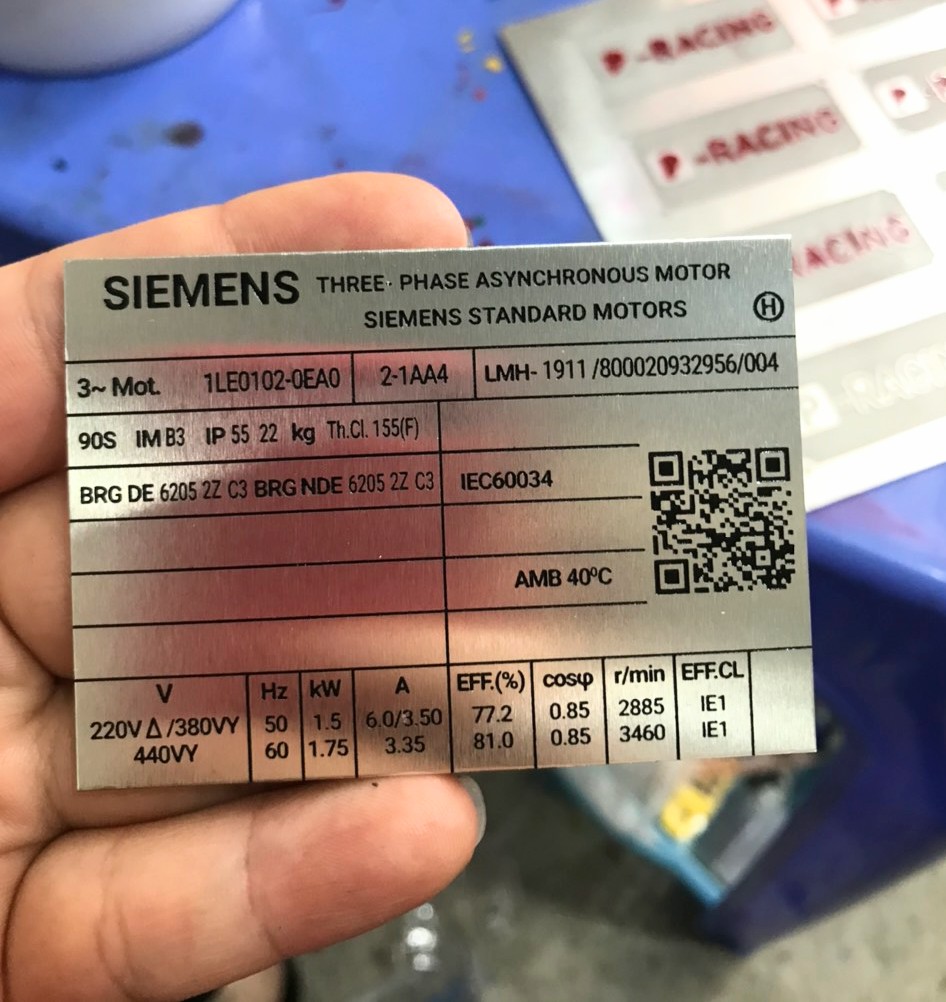 P-RACING
P-RACING
P
RACING
SIEMENS THREE· PHASE ASYNCHRONOUS MOTOR
SIEMENS STANDARD MOTORS
H
3~ Mot. 1LE0102-0EA0 2-1AA4 LMH- 1911 /800020932956/004
90S IM B3 IP 55 22 kg Th.Cl. 155(F)
BRG DE 6205 2Z C3 BRG NDE 6205 2Z C3 IEC60034
AMB 40ºC
V Hz kW A EFF.(%) cosφ r/min EFF.CL
220V Δ /380VY 50 1.5 6.0/3.50 77.2 0.85 2885 IE1
440VY 60 1.75 3.35 81.0 0.85 3460 IE1